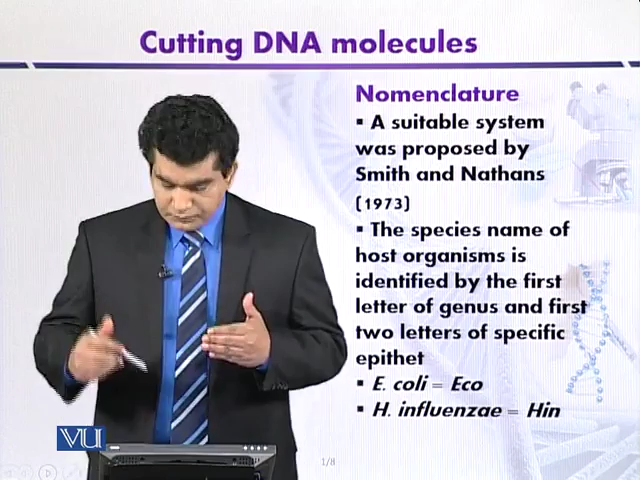 Cutting DNA molecules
Nomenclature
▪ A suitable system
was proposed by
Smith and Nathans
(1973)
▪ The species name of
host organisms is
identified by the first
letter of genus and first
two letters of specific
epithet
▪ E. coli = Eco
▪ H. influenzae = Hin
VU
1/8